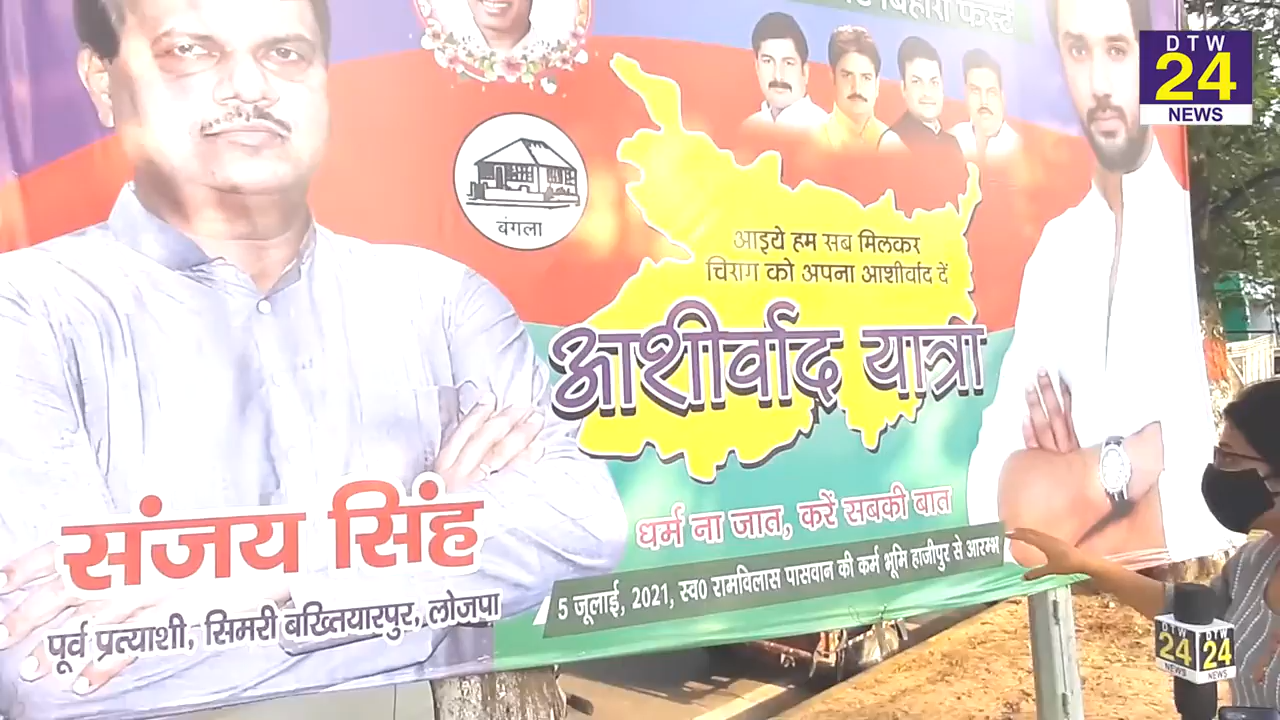 बिहारी फर्स्ट
DTW
24
NEWS
बंगला
आइये हम सब मिलकर
चिराग को अपना आशीर्वाद दें
आशीर्वाद यात्रा
धर्म ना जात, करें सबकी बात
5 जूलाई, 2021, स्व0 रामविलास पासवान की कर्म भूमि हाजीपुर से आरम्भ
संजय सिंह
पूर्व प्रत्याशी, सिमरी बख्तियारपुर, लोजपा
DTW
24
NEWS
DTW
24
NEWS